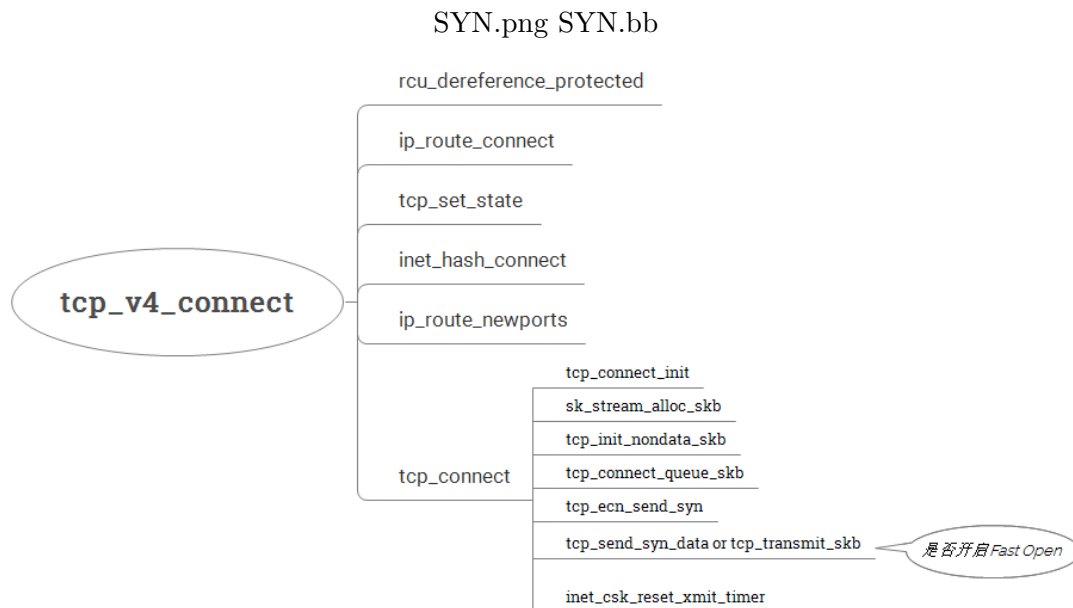 SYN.png SYN.bb
rcu_dereference_protected
ip_route_connect
tcp_set_state
inet_hash_connect
tcp_v4_connect
ip_route_newports
tcp_connect_init
sk_stream_alloc_skb
tcp_init_nondata_skb
tcp_connect_queue_skb
tcp_connect
tcp_ecn_send_syn
tcp_send_syn_data or tcp_transmit_skb
是否开启Fast Open
inet_csk_reset_xmit_timer